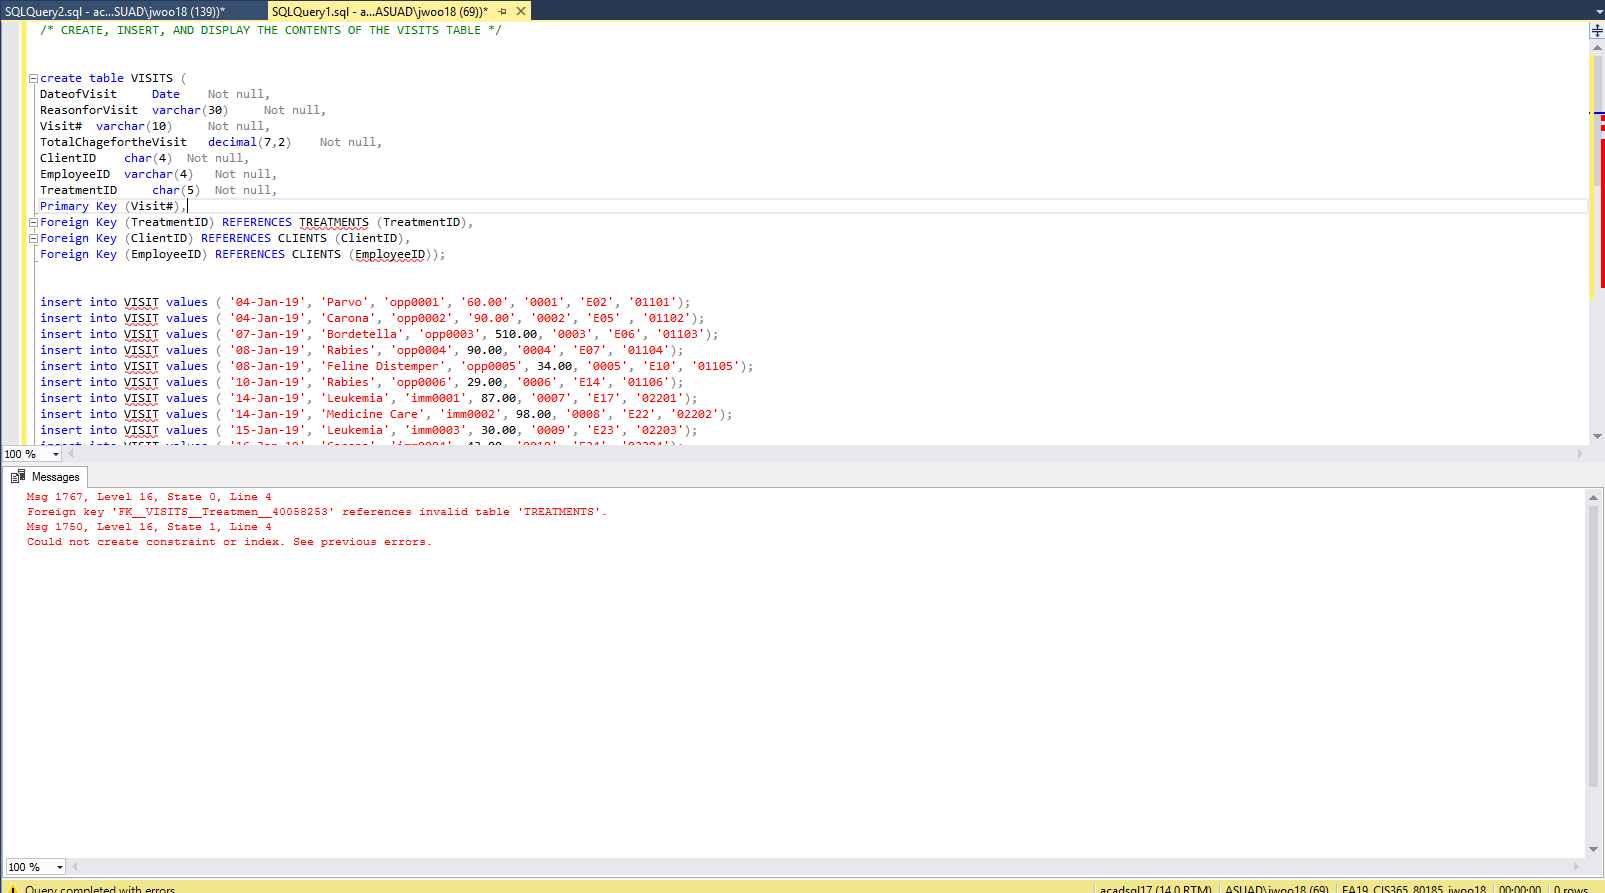 SQLQuery2.sql - ac...SUAD\jwoo18 (139))*
SQLQuery1.sql - a...ASUAD\jwoo18 (69))*
/* CREATE, INSERT, AND DISPLAY THE CONTENTS OF THE VISITS TABLE */
create table VISITS (
DateofVisit Date Not null,
ReasonforVisit varchar(30) Not null,
Visit# varchar(10) Not null,
TotalChagefortheVisit decimal(7,2) Not null,
ClientID char(4) Not null,
EmployeeID varchar(4) Not null,
TreatmentID char(5) Not null,
Primary Key (Visit#),
Foreign Key (TreatmentID) REFERENCES TREATMENTS (TreatmentID),
Foreign Key (ClientID) REFERENCES CLIENTS (ClientID),
Foreign Key (EmployeeID) REFERENCES CLIENTS (EmployeeID));
insert into VISIT values ( '04-Jan-19', 'Parvo', 'opp0001', '60.00', '0001', 'E02', '01101');
insert into VISIT values ( '04-Jan-19', 'Carona', 'opp0002', '90.00', '0002', 'E05' , '01102');
insert into VISIT values ( '07-Jan-19', 'Bordetella', 'opp0003', 510.00, '0003', 'E06', '01103');
insert into VISIT values ( '08-Jan-19', 'Rabies', 'opp0004', 90.00, '0004', 'E07', '01104');
insert into VISIT values ( '08-Jan-19', 'Feline Distemper', 'opp0005', 34.00, '0005', 'E10', '01105');
insert into VISIT values ( '10-Jan-19', 'Rabies', 'opp0006', 29.00, '0006', 'E14', '01106');
insert into VISIT values ( '14-Jan-19', 'Leukemia', 'imm0001', 87.00, '0007', 'E17', '02201');
insert into VISIT values ( '14-Jan-19', 'Medicine Care', 'imm0002', 98.00, '0008', 'E22', '02202');
insert into VISIT values ( '15-Jan-19', 'Leukemia', 'imm0003', 30.00, '0009', 'E23', '02203');
100 %
Messages
Msg 1767, Level 16, State 0, Line 4
Foreign key 'FK__VISITS__Treatmen__40058253' references invalid table 'TREATMENTS'.
Msg 1750, Level 16, State 1, Line 4
Could not create constraint or index. See previous errors.
100 %
Query completed with errors
acadsql17 (14.0 RTM) ASUAD\jwoo18 (69) FA19_CIS365_80185_jwoo18 00:00:00 0 rows